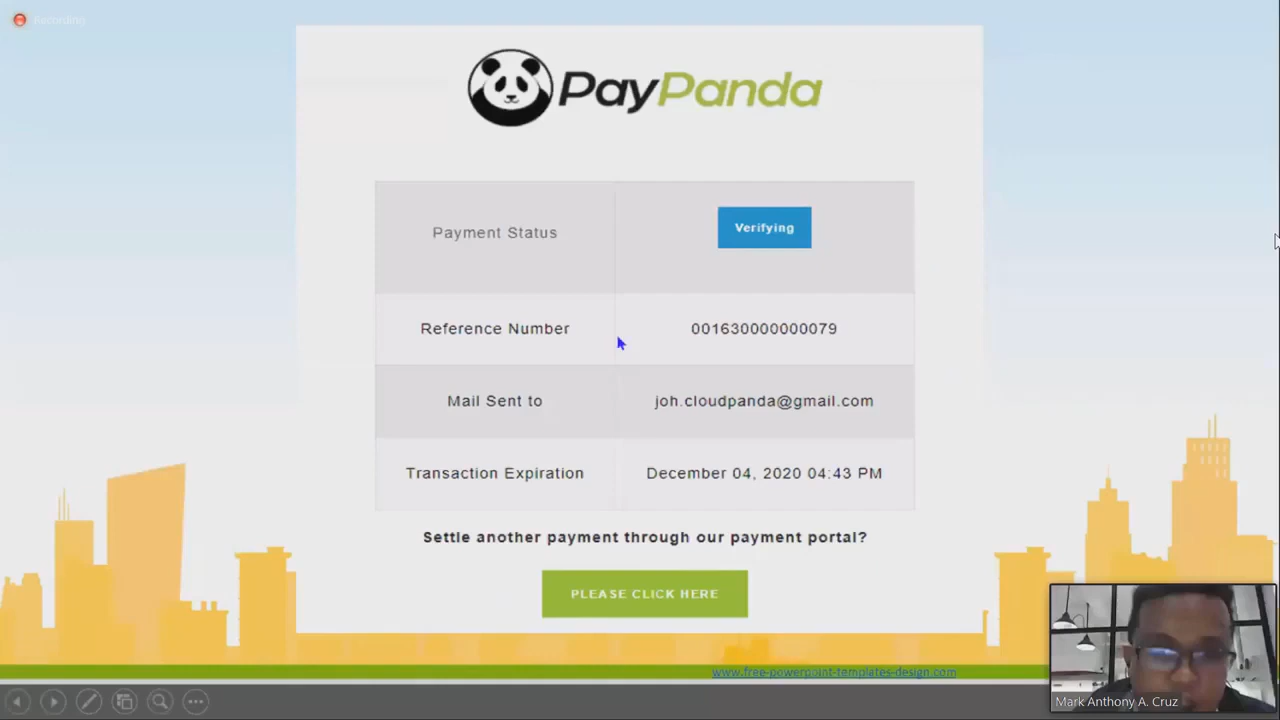 Recording
PayPanda
Payment Status
Verifying
Reference Number
001630000000079
Mail Sent to
joh.cloudpanda@gmail.com
Transaction Expiration
December 04, 2020 04:43 PM
Settle another payment through our payment portal?
PLEASE CLICK HERE
www.free-powerpoint-templates-design.com
Mark Anthony A. Cruz